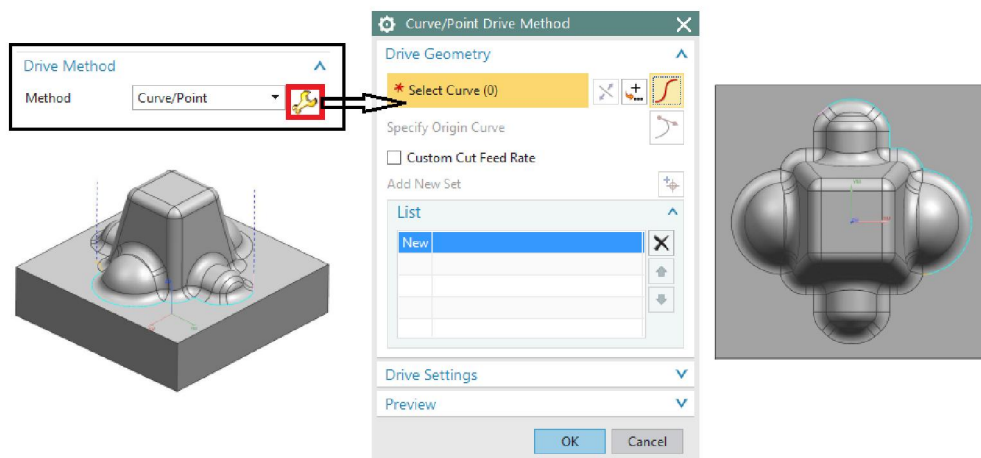 Drive Method
Method Curve/Point
Curve/Point Drive Method
Drive Geometry
* Select Curve (0)
Specify Origin Curve
Custom Cut Feed Rate
Add New Set
List
New
Drive Settings
Preview
OK Cancel